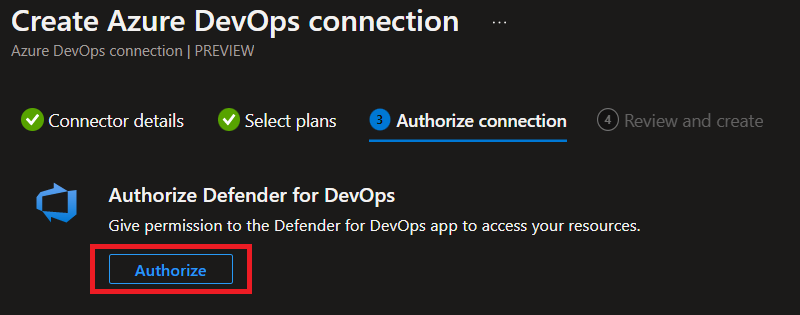 Create Azure DevOps connection ...
Azure DevOps connection | PREVIEW
Connector details Select plans 3 Authorize connection 4 Review and create
Authorize Defender for DevOps
Give permission to the Defender for DevOps app to access your resources.
Authorize